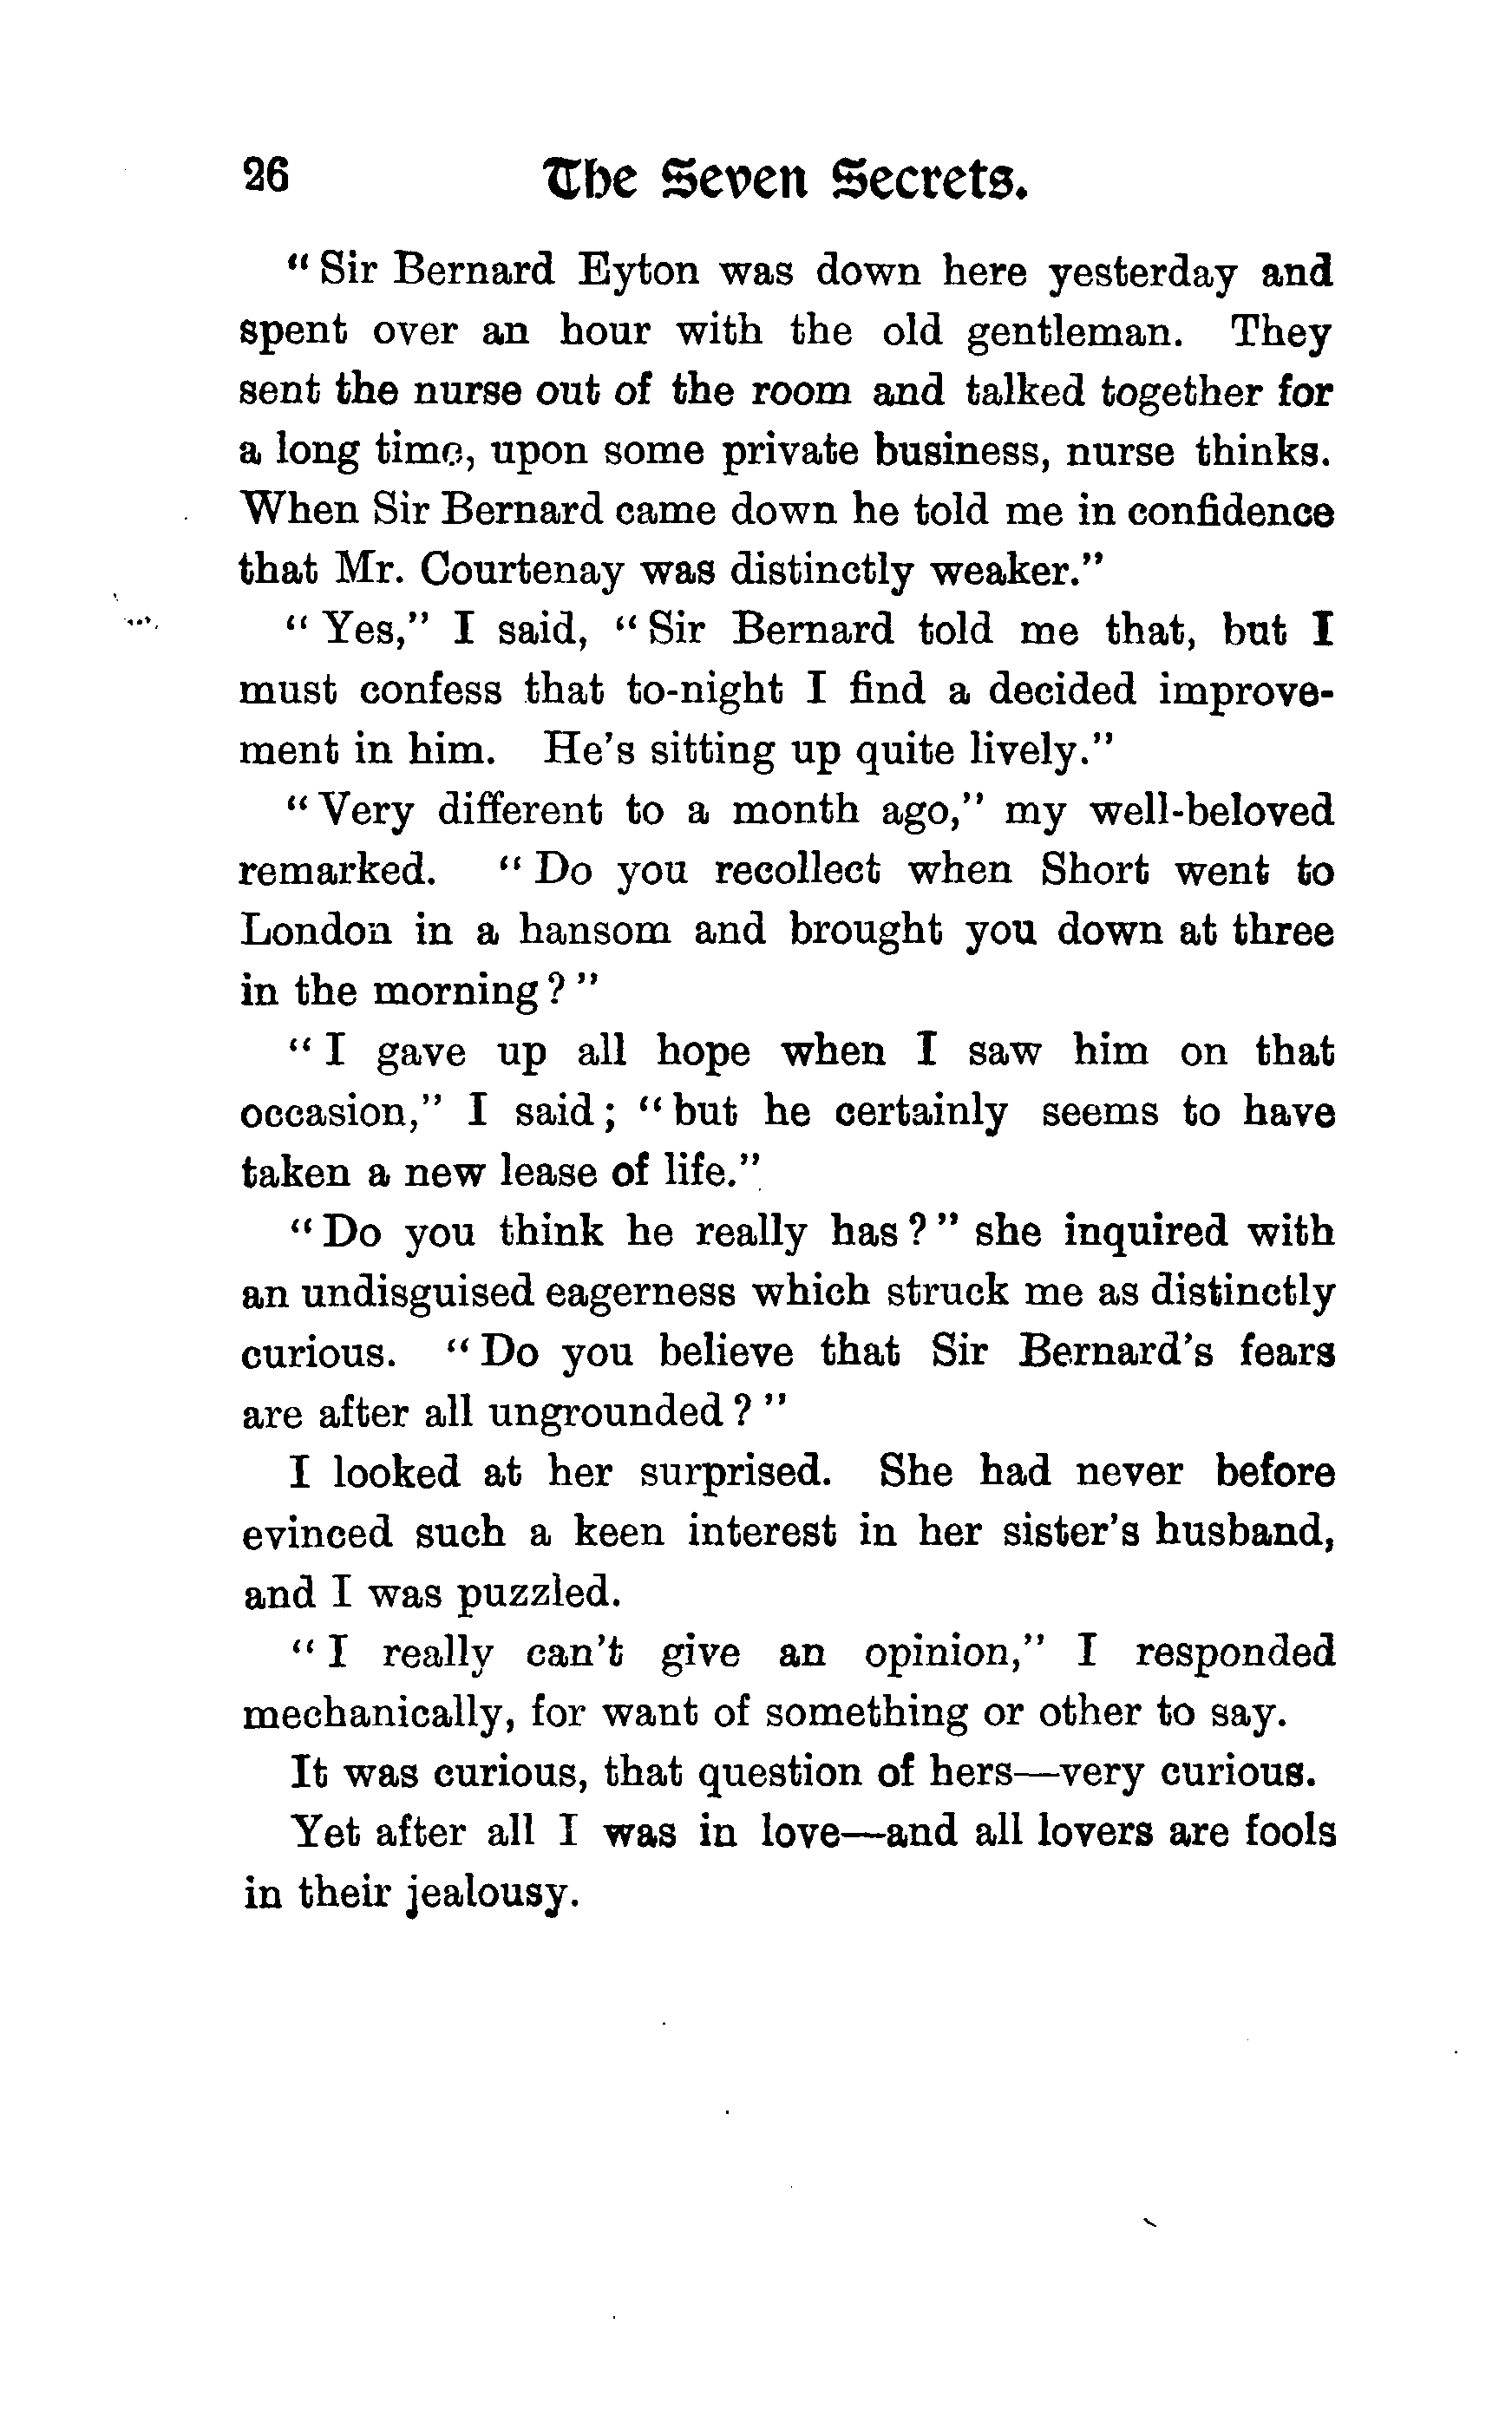 26 The Seven Secrets.
" Sir Bernard Eyton was down here yesterday and
spent over an hour with the old gentleman. They
sent the nurse out of the room and talked together for
a long time, upon some private business, nurse thinks.
When Sir Bernard came down he told me in confidence
that Mr. Courtenay was distinctly weaker."
" Yes," I said, " Sir Bernard told me that, but I
must confess that to-night I find a decided improve-
ment in him. He's sitting up quite lively."
" Very different to a month ago," my well-beloved
remarked. " Do you recollect when Short went to
London in a hansom and brought you down at three
in the morning ? "
" I gave up all hope when I saw him on that
occasion," I said ; " but he certainly seems to have
taken a new lease of life."
" Do you think he really has ? " she inquired with
an undisguised eagerness which struck me as distinctly
curious. " Do you believe that Sir Bernard's fears
are after all ungrounded ? "
I looked at her surprised. She had never before
evinced such a keen interest in her sister's husband,
and I was puzzled.
" I really can't give an opinion," I responded
mechanically, for want of something or other to say.
It was curious, that question of hers—very curious.
Yet after all I was in love—and all lovers are fools
in their jealousy.